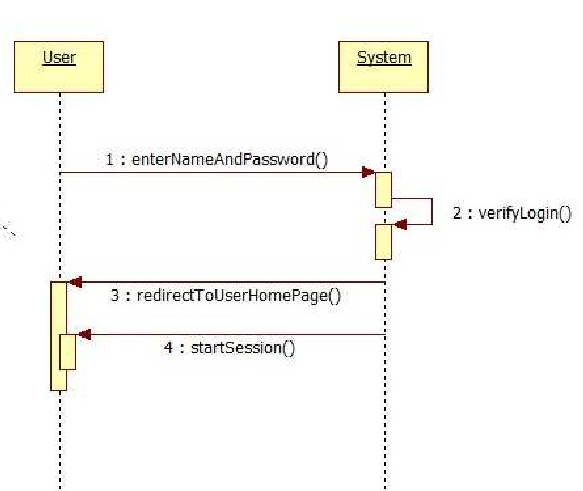 User
System
1 : enterNameAndPassword()
2 : verifyLogin()
3 : redirectToUserHomePage()
4 : startSession()